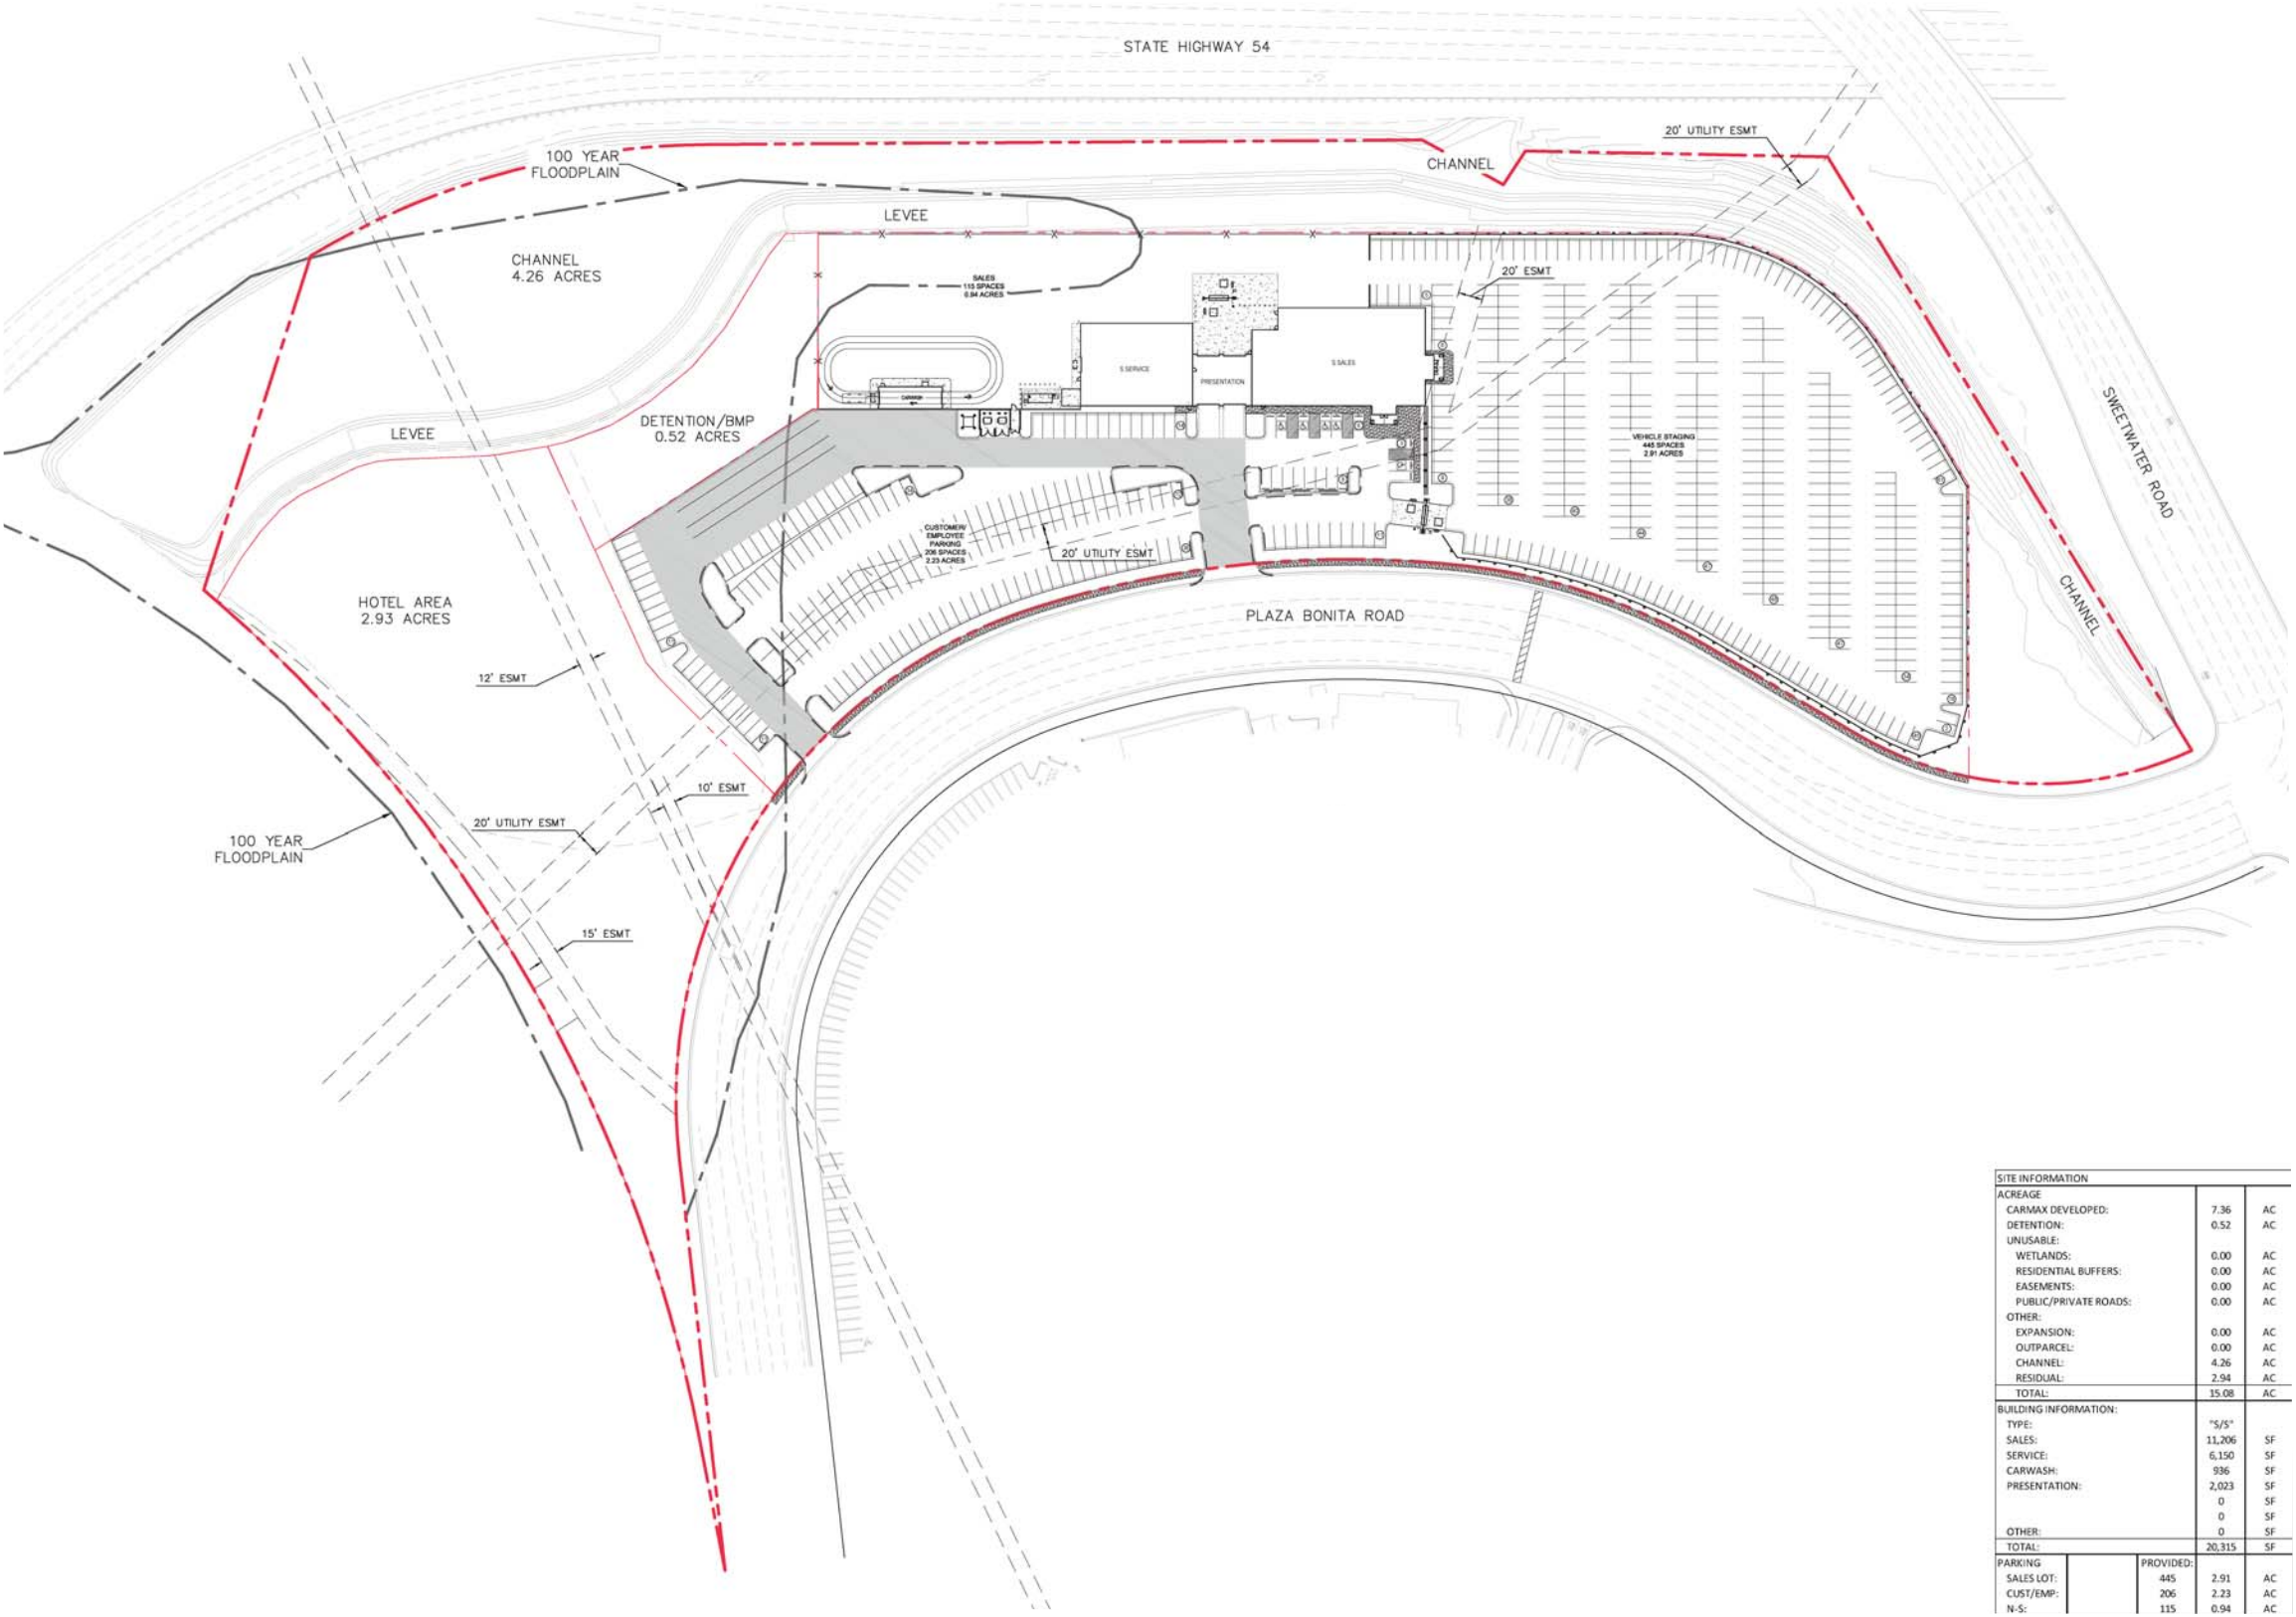 STATE HIGHWAY 54
20' UTILITY ESMT
100 YEAR
FLOODPLAIN
CHANNEL
LEVEE
CHANNEL
4.26 ACRES
SALES
115 SPACES
0.94 ACRES
20' ESMT
S SERVICE
PRESENTATION
S SALES
CARWASH
SWEETWATER ROAD
LEVEE
DETENTION/BMP
0.52 ACRES
VEHICLE STAGING
445 SPACES
2.91 ACRES
CUSTOMER/
EMPLOYEE
PARKING
206 SPACES
2.23 ACRES
20' UTILITY ESMT
HOTEL AREA
2.93 ACRES
PLAZA BONITA ROAD
CHANNEL
12' ESMT
10' ESMT
20' UTILITY ESMT
100 YEAR
FLOODPLAIN
15' ESMT
SITE INFORMATION
ACREAGE
CARMAX DEVELOPED: 7.36 AC
DETENTION: 0.52 AC
UNUSABLE:
WETLANDS: 0.00 AC
RESIDENTIAL BUFFERS: 0.00 AC
EASEMENTS: 0.00 AC
PUBLIC/PRIVATE ROADS: 0.00 AC
OTHER:
EXPANSION: 0.00 AC
OUTPARCEL: 0.00 AC
CHANNEL: 4.26 AC
RESIDUAL: 2.94 AC
TOTAL: 15.08 AC
BUILDING INFORMATION:
TYPE: "S/S"
SALES: 11,206 SF
SERVICE: 6,150 SF
CARWASH: 936 SF
PRESENTATION: 2,023 SF
0 SF
0 SF
OTHER: 0 SF
TOTAL: 20,315 SF
PARKING PROVIDED:
SALES LOT: 445 2.91 AC
CUST/EMP: 206 2.23 AC
N-S: 115 0.94 AC